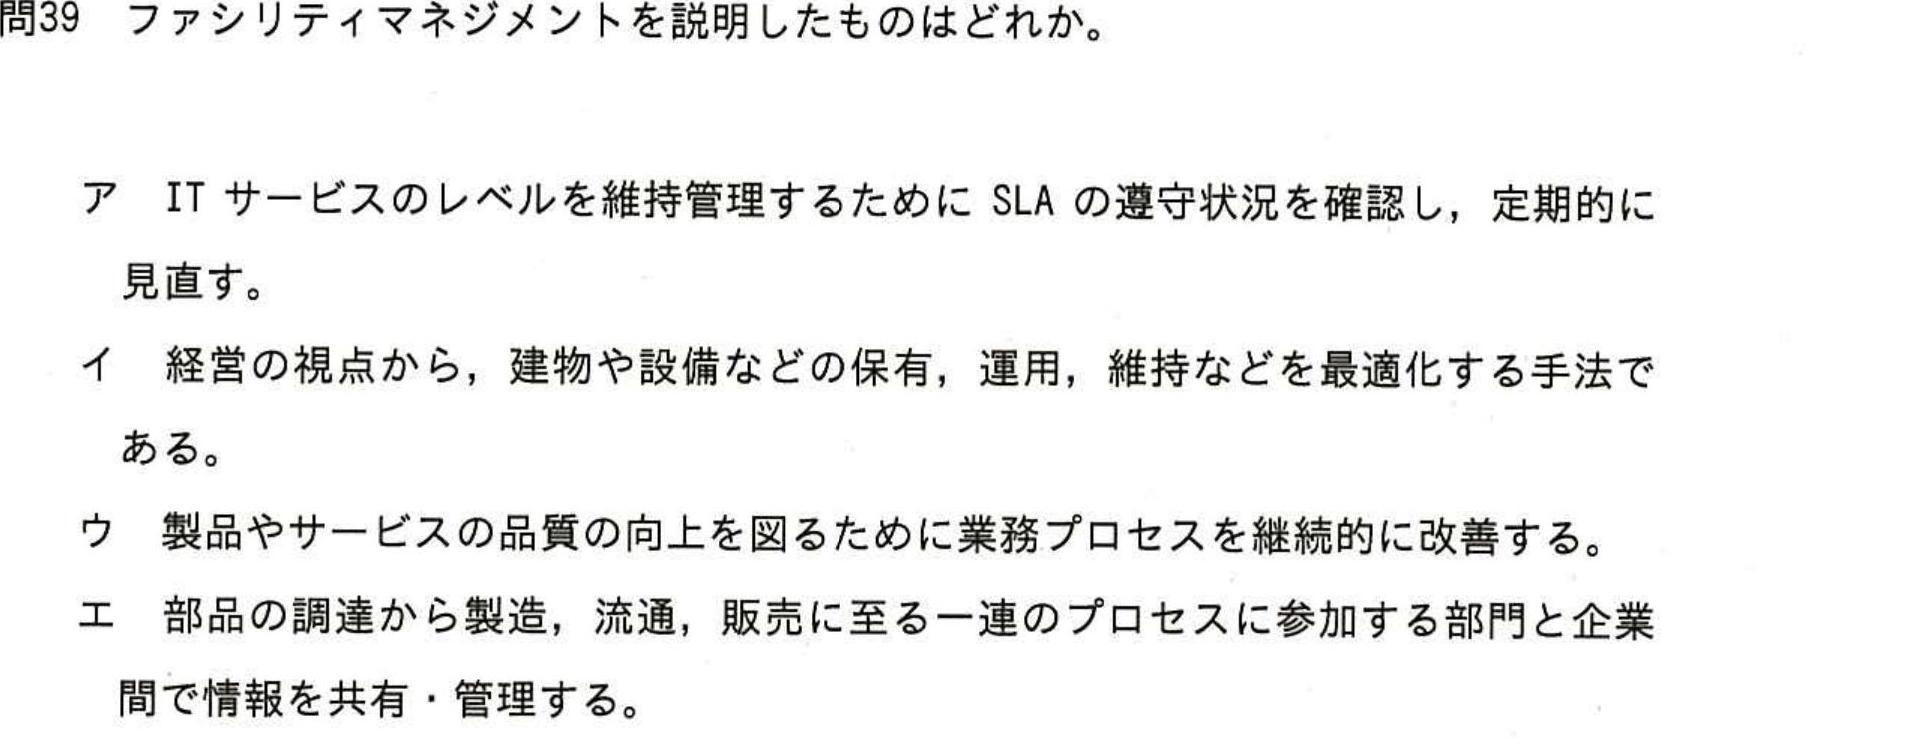 問39　ファシリティマネジメントを説明したものはどれか。
ア　IT サービスのレベルを維持管理するために SLA の遵守状況を確認し，定期的に
見直す。
イ　経営の視点から，建物や設備などの保有，運用，維持などを最適化する手法で
ある。
ウ　製品やサービスの品質の向上を図るために業務プロセスを継続的に改善する。
エ　部品の調達から製造，流通，販売に至る一連のプロセスに参加する部門と企業
間で情報を共有・管理する。